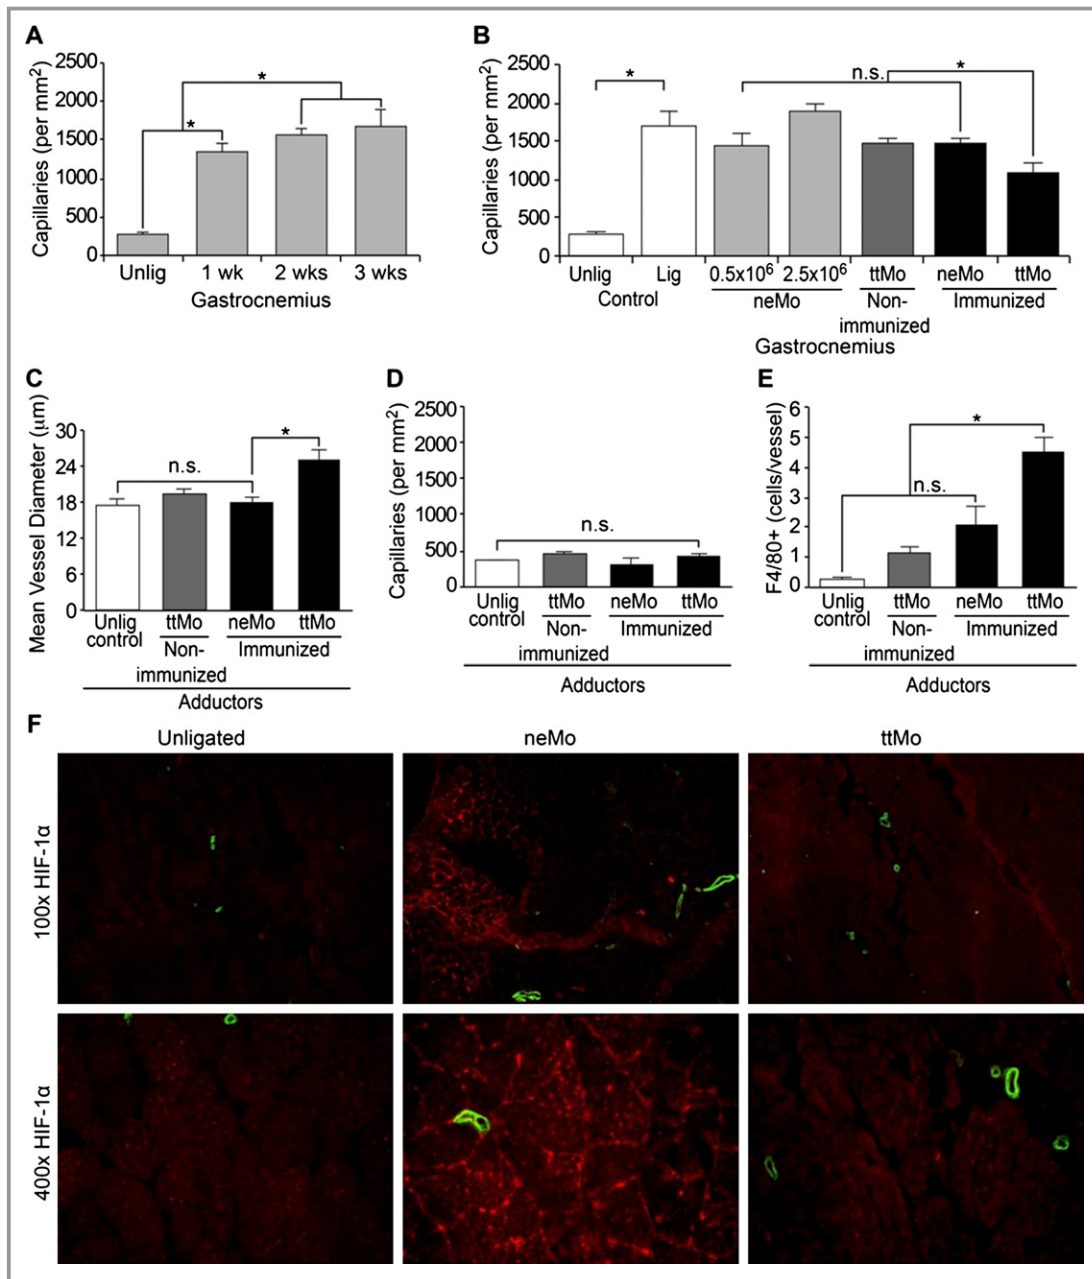 A
Capillaries (per mm2)
2500
2000
1500
1000
500
0
*
*
Unlig 1 wk 2 wks 3 wks
Gastrocnemius
B
Capillaries (per mm2)
2500
2000
1500
1000
500
0
*
n.s.
*
Unlig Lig 0.5x106 2.5x106 ttMo neMo ttMo
Control neMo Non-immunized Immunized
Gastrocnemius
C
Mean Vessel Diameter (μm)
30
24
18
12
6
0
n.s.
*
Unlig control ttMo neMo ttMo
Non-immunized Immunized
Adductors
D
Capillaries (per mm2)
2500
2000
1500
1000
500
0
n.s.
Unlig control ttMo neMo ttMo
Non-immunized Immunized
Adductors
E
F4/80+ (cells/vessel)
6
5
4
3
2
1
0
n.s.
*
Unlig control ttMo neMo ttMo
Non-immunized Immunized
Adductors
F
Unligated neMo ttMo
100x HIF-1α
400x HIF-1α